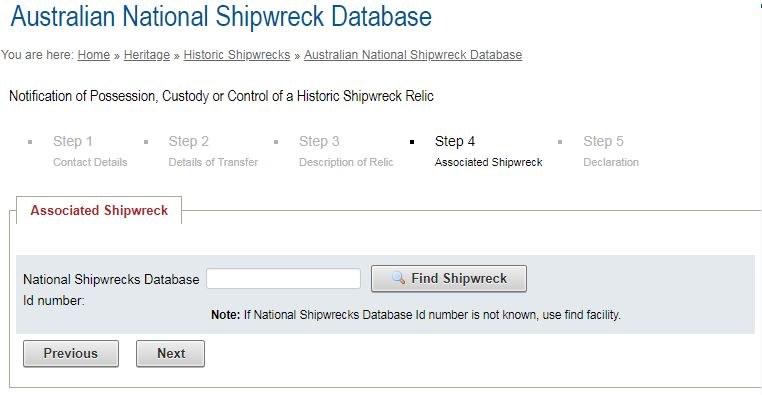 Australian National Shipwreck Database
You are here: Home » Heritage » Historic Shipwrecks » Australian National Shipwreck Database
Notification of Possession, Custody or Control of a Historic Shipwreck Relic
Step 1 Step 2 Step 3 Step 4 Step 5
Contact Details Details of Transfer Description of Relic Associated Shipwreck Declaration
Associated Shipwreck
National Shipwrecks Database Find Shipwreck
Id number:
Note: If National Shipwrecks Database Id number is not known, use find facility.
Previous Next